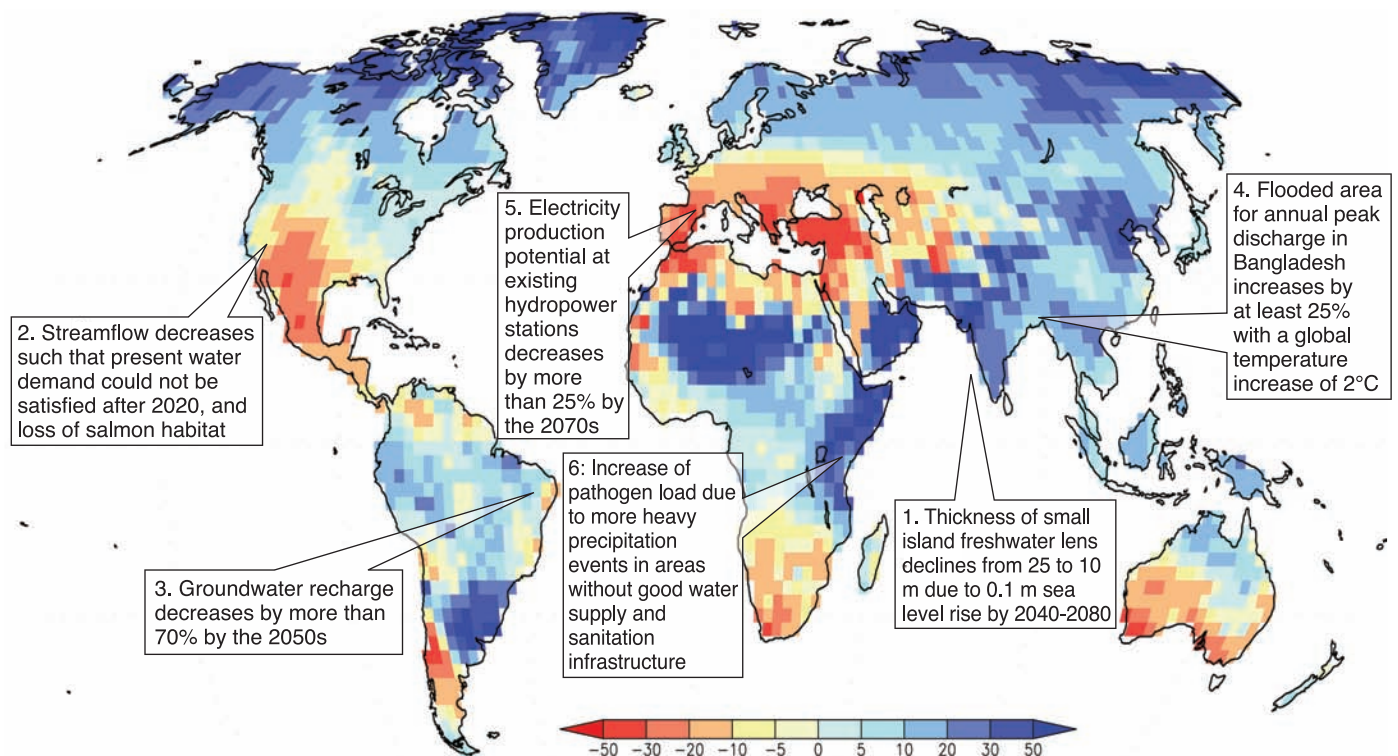 2. Streamflow decreases
such that present water
demand could not be
satisfied after 2020, and
loss of salmon habitat
3. Groundwater recharge
decreases by more than
70% by the 2050s
5. Electricity
production
potential at
existing
hydropower
stations
decreases
by more
than 25% by
the 2070s
6: Increase of
pathogen load due
to more heavy
precipitation
events in areas
without good water
supply and
sanitation
infrastructure
4. Flooded area
for annual peak
discharge in
Bangladesh
increases by
at least 25%
with a global
temperature
increase of 2°C
1. Thickness of small
island freshwater lens
declines from 25 to 10
m due to 0.1 m sea
level rise by 2040-2080
−50 −30 −20 −10 −5 0 5 10 20 30 50